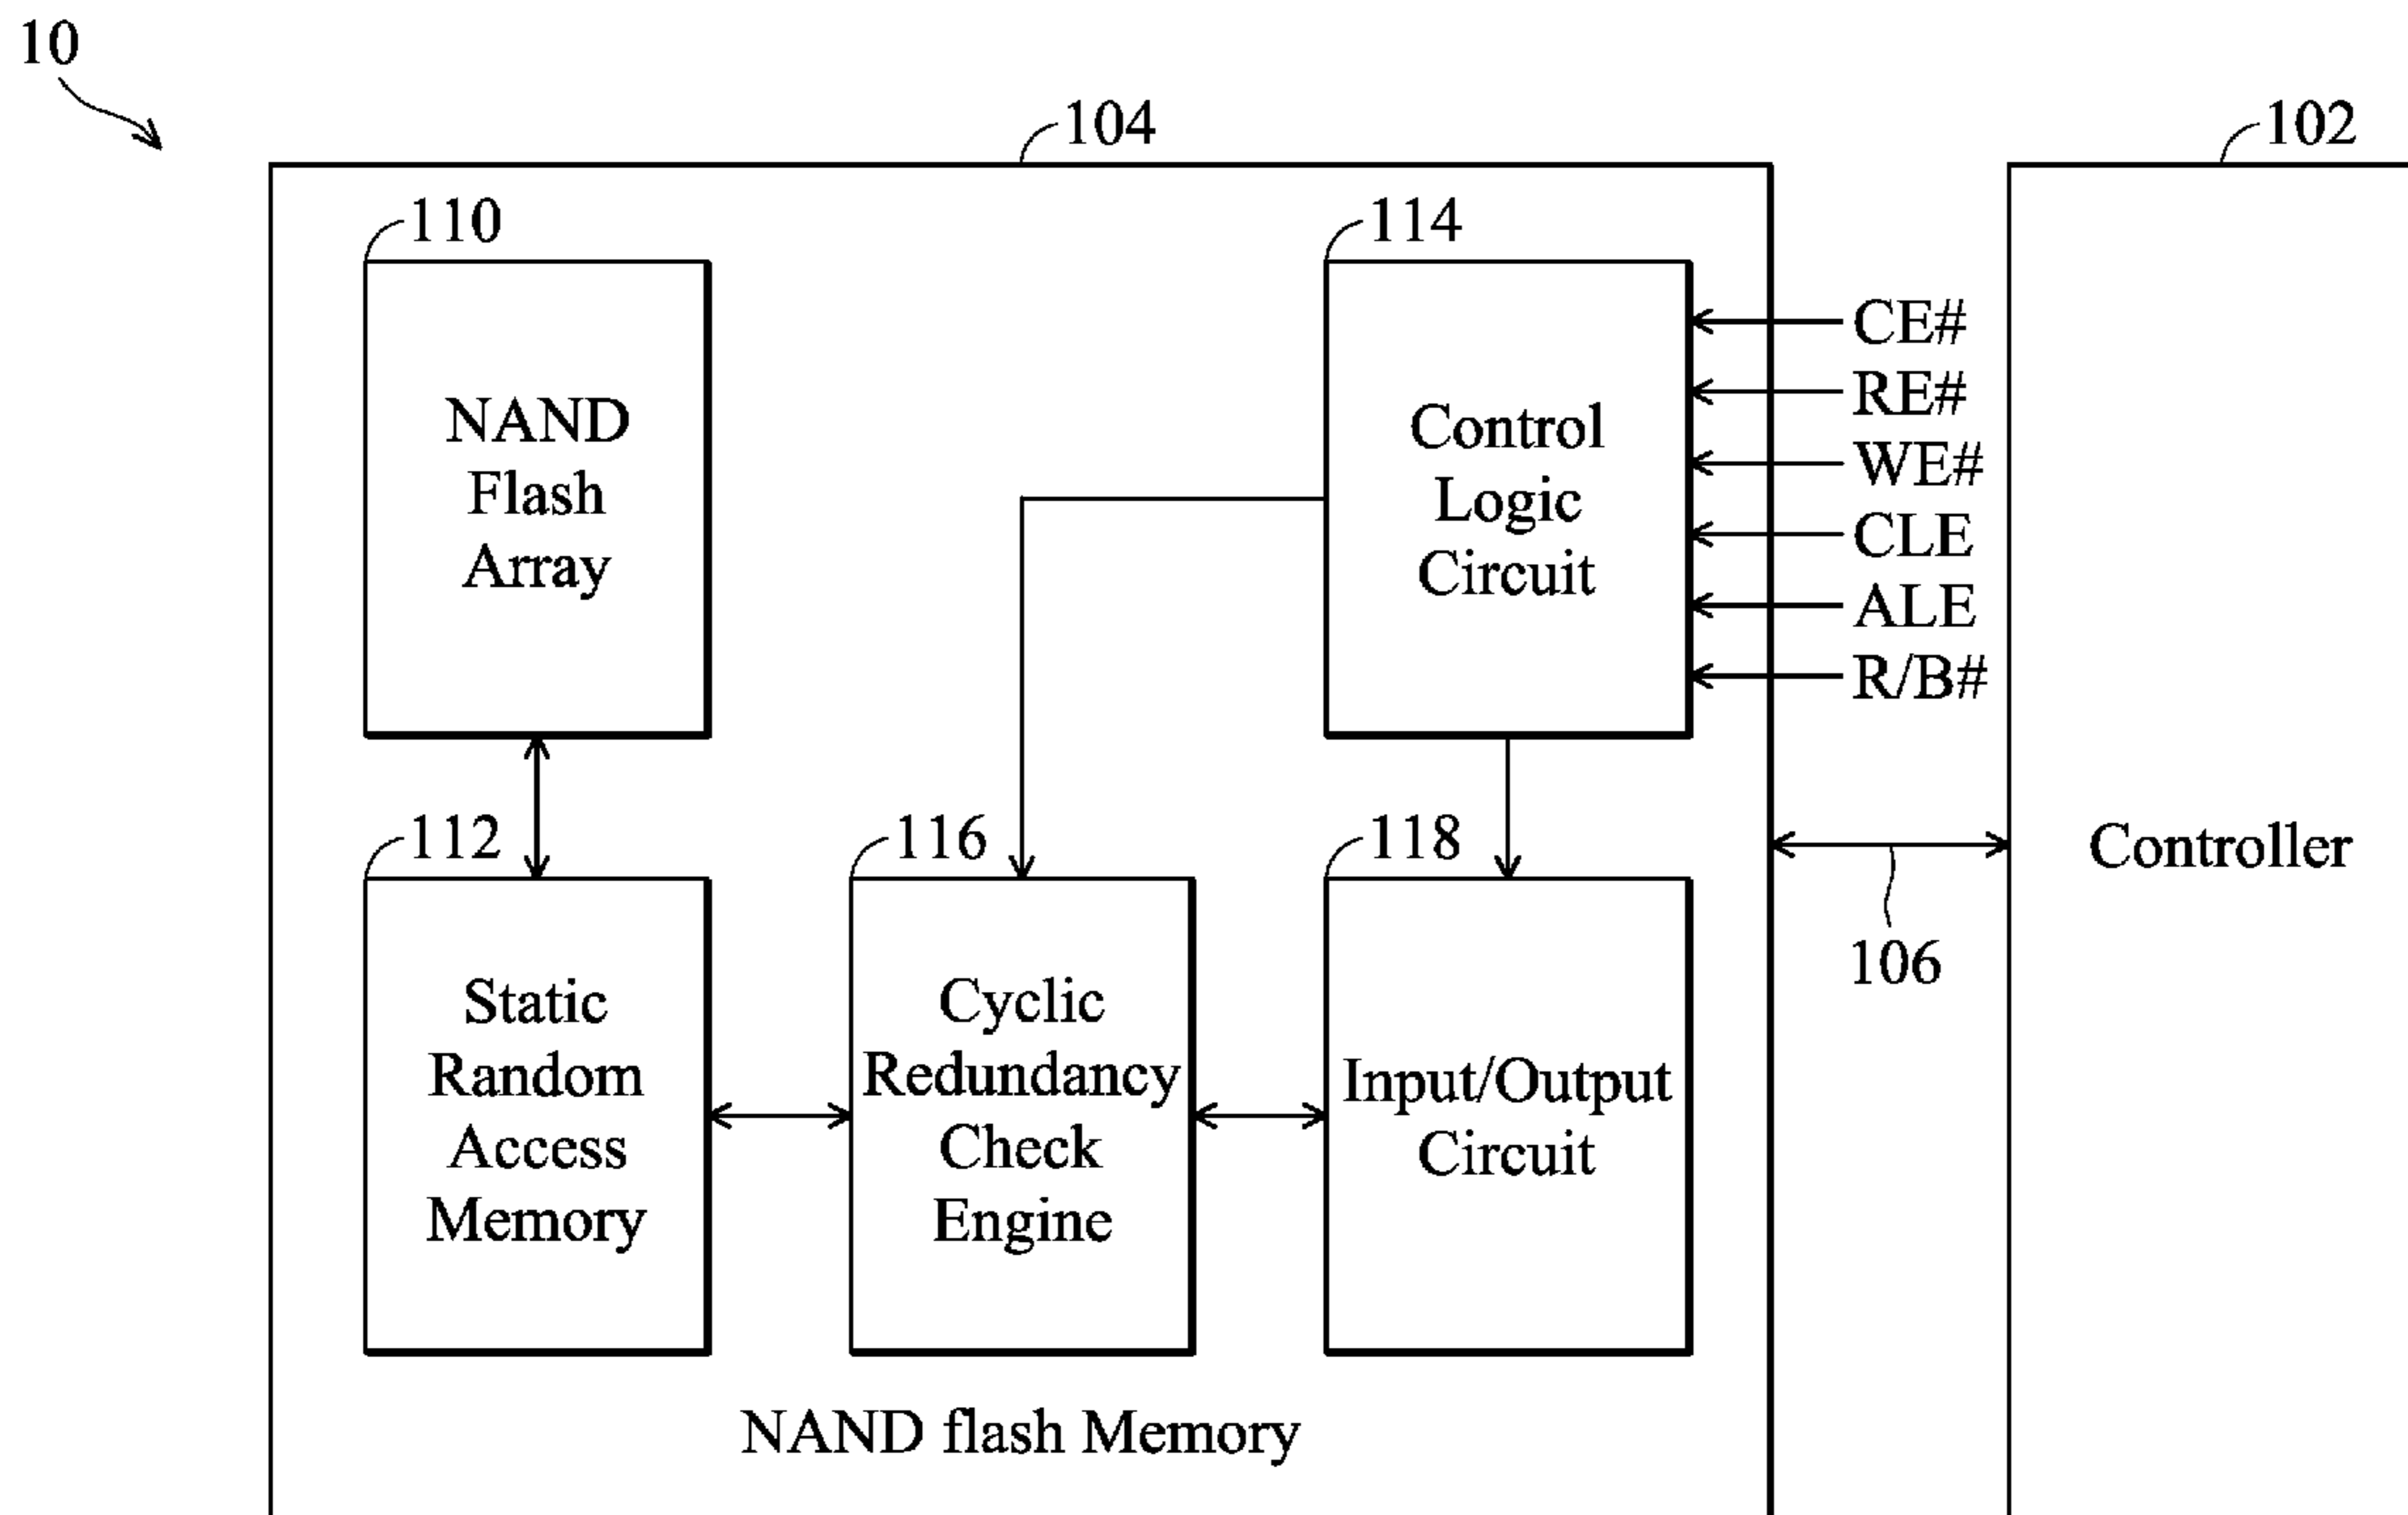 10
104
102
110
114
NAND
Flash
Array
Control
Logic
Circuit
CE#
RE#
WE#
CLE
ALE
R/B#
112
116
118
Static
Random
Access
Memory
Cyclic
Redundancy
Check
Engine
Input/Output
Circuit
106
Controller
NAND flash Memory